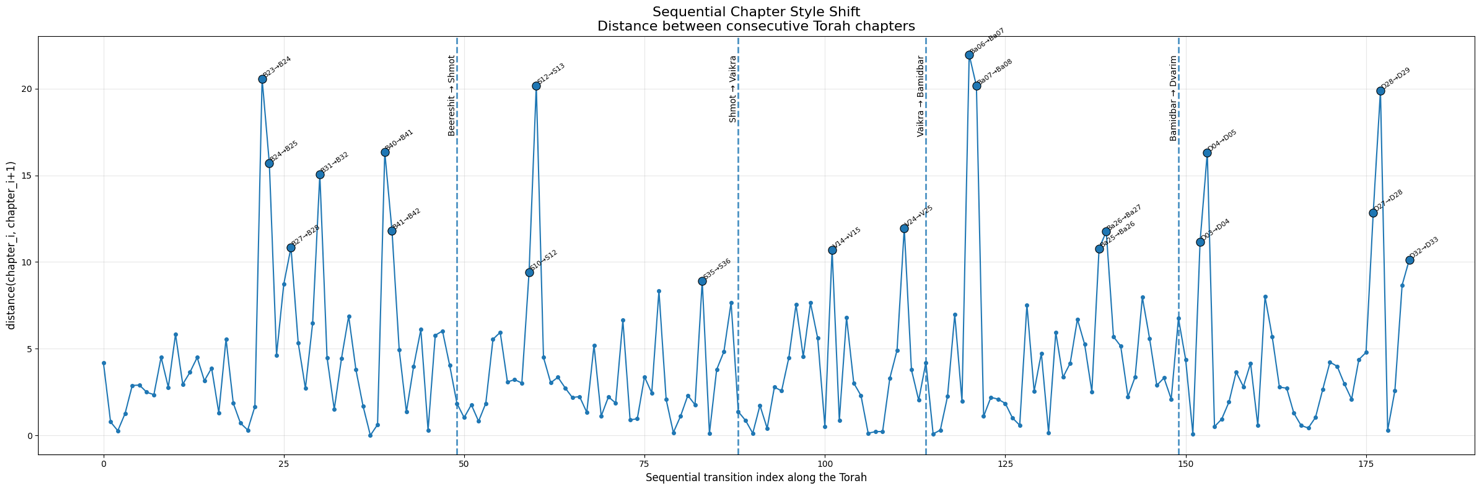 Sequential Chapter Style Shift
Distance between consecutive Torah chapters
distance(chapter_i, chapter_i+1)
20
15
10
5
0
B23→B24
B24→B25
B27→B28
B31→B32
B40→B41
B41→B42
Beereshit → Shmot
S10→S12
S12→S13
S35→S36
Shmot → Vaikra
V14→V15
V24→V25
Vaikra → Bamidbar
Ba06→Ba07
Ba07→Ba08
Ba25→Ba26
Ba26→Ba27
Bamidbar → Dvarim
D03→D04
D04→D05
D27→D28
D28→D29
D32→D33
0
25
50
75
100
125
150
175
Sequential transition index along the Torah